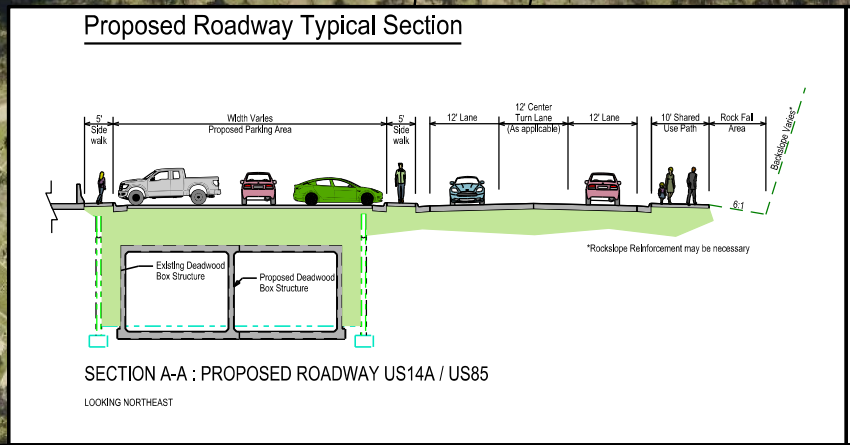 Proposed Roadway Typical Section
5'
Side
walk
Width Varies
Proposed Parking Area
5'
Side
walk
12' Lane
12' Center
Turn Lane
(As applicable)
12' Lane
10' Shared
Use Path
Rock Fall
Area
Backslope Varies*
6:1
*Rockslope Reinforcement may be necessary
Existing Deadwood
Box Structure
Proposed Deadwood
Box Structure
SECTION A-A : PROPOSED ROADWAY US14A / US85
LOOKING NORTHEAST